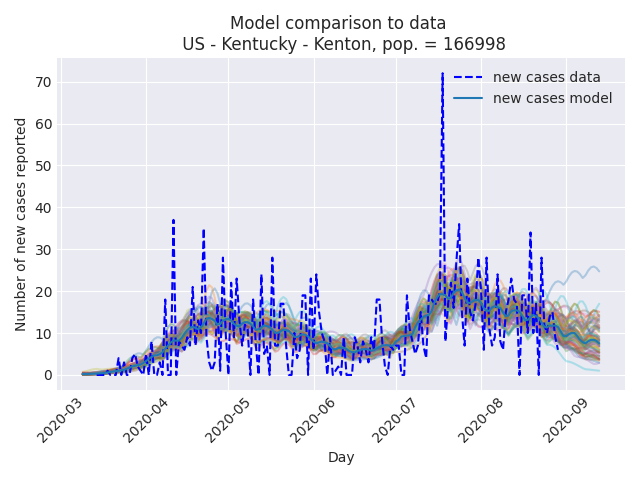 Model comparison to data
US - Kentucky - Kenton, pop. = 166998
new cases data
new cases model
Number of new cases reported
70
60
50
40
30
20
10
0
2020-03
2020-04
2020-05
2020-06
2020-07
2020-08
2020-09
Day